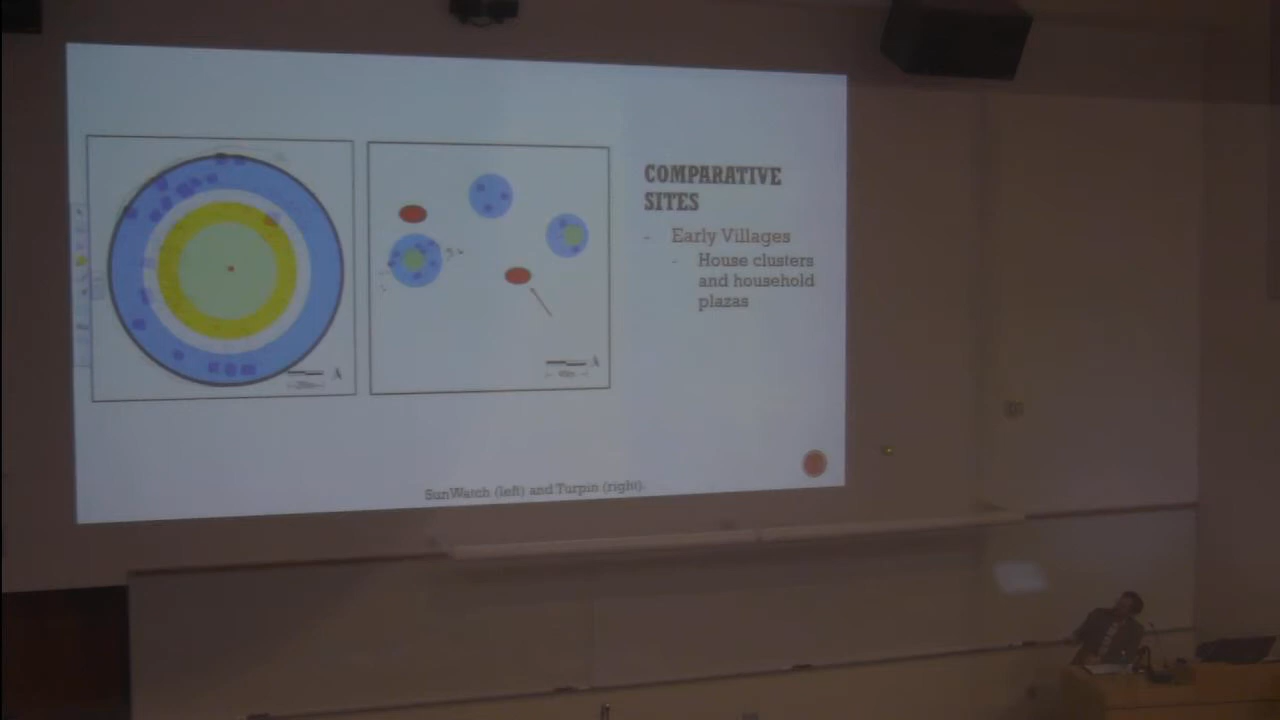 COMPARATIVE
SITES
- Early Villages
- House clusters
and household
plazas
SunWatch (left) and Turpin (right).